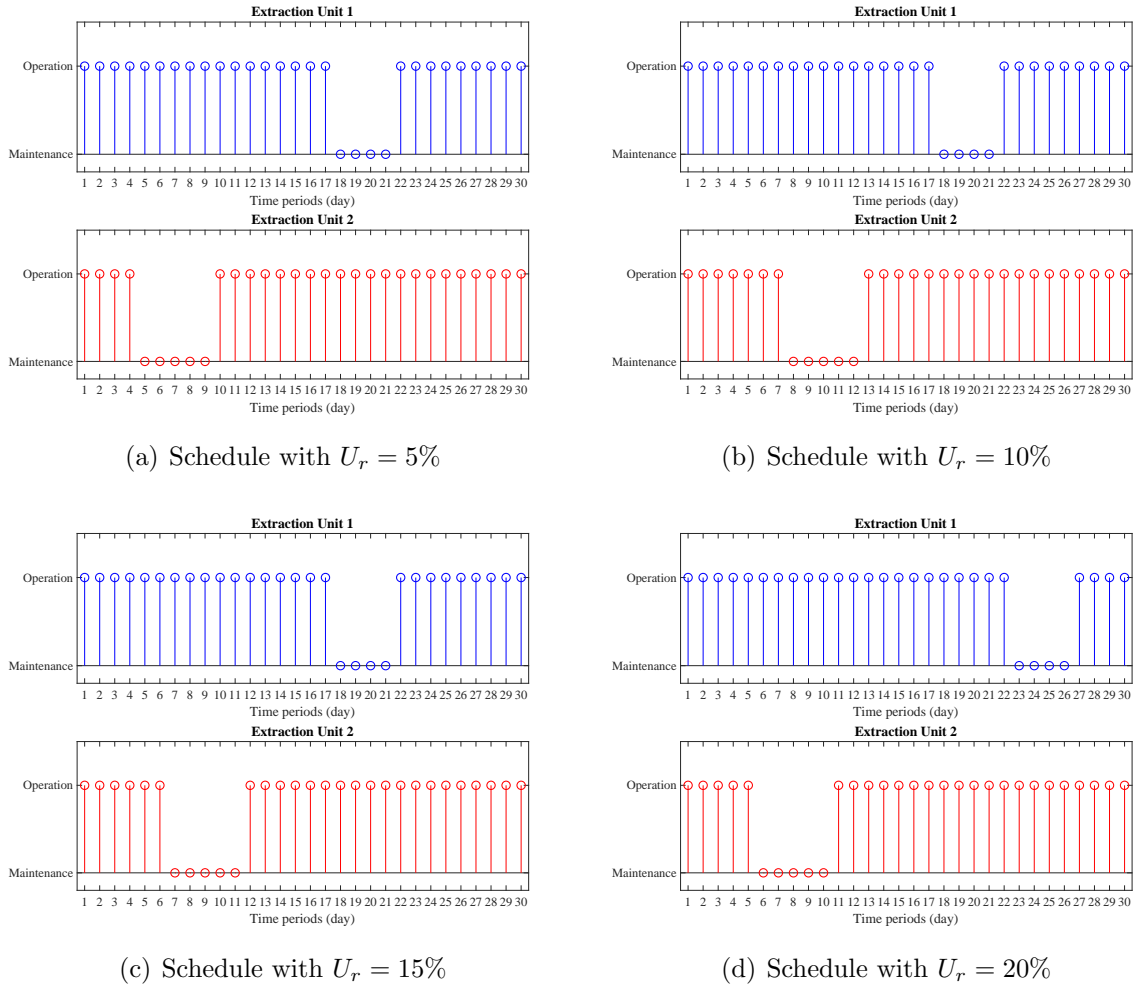 Extraction Unit 1
Operation
Maintenance
1 2 3 4 5 6 7 8 9 10 11 12 13 14 15 16 17 18 19 20 21 22 23 24 25 26 27 28 29 30
Time periods (day)
Extraction Unit 2
Operation
Maintenance
1 2 3 4 5 6 7 8 9 10 11 12 13 14 15 16 17 18 19 20 21 22 23 24 25 26 27 28 29 30
Time periods (day)
(a) Schedule with U_r = 5%
Extraction Unit 1
Operation
Maintenance
1 2 3 4 5 6 7 8 9 10 11 12 13 14 15 16 17 18 19 20 21 22 23 24 25 26 27 28 29 30
Time periods (day)
Extraction Unit 2
Operation
Maintenance
1 2 3 4 5 6 7 8 9 10 11 12 13 14 15 16 17 18 19 20 21 22 23 24 25 26 27 28 29 30
Time periods (day)
(b) Schedule with U_r = 10%
Extraction Unit 1
Operation
Maintenance
1 2 3 4 5 6 7 8 9 10 11 12 13 14 15 16 17 18 19 20 21 22 23 24 25 26 27 28 29 30
Time periods (day)
Extraction Unit 2
Operation
Maintenance
1 2 3 4 5 6 7 8 9 10 11 12 13 14 15 16 17 18 19 20 21 22 23 24 25 26 27 28 29 30
Time periods (day)
(c) Schedule with U_r = 15%
Extraction Unit 1
Operation
Maintenance
1 2 3 4 5 6 7 8 9 10 11 12 13 14 15 16 17 18 19 20 21 22 23 24 25 26 27 28 29 30
Time periods (day)
Extraction Unit 2
Operation
Maintenance
1 2 3 4 5 6 7 8 9 10 11 12 13 14 15 16 17 18 19 20 21 22 23 24 25 26 27 28 29 30
Time periods (day)
(d) Schedule with U_r = 20%